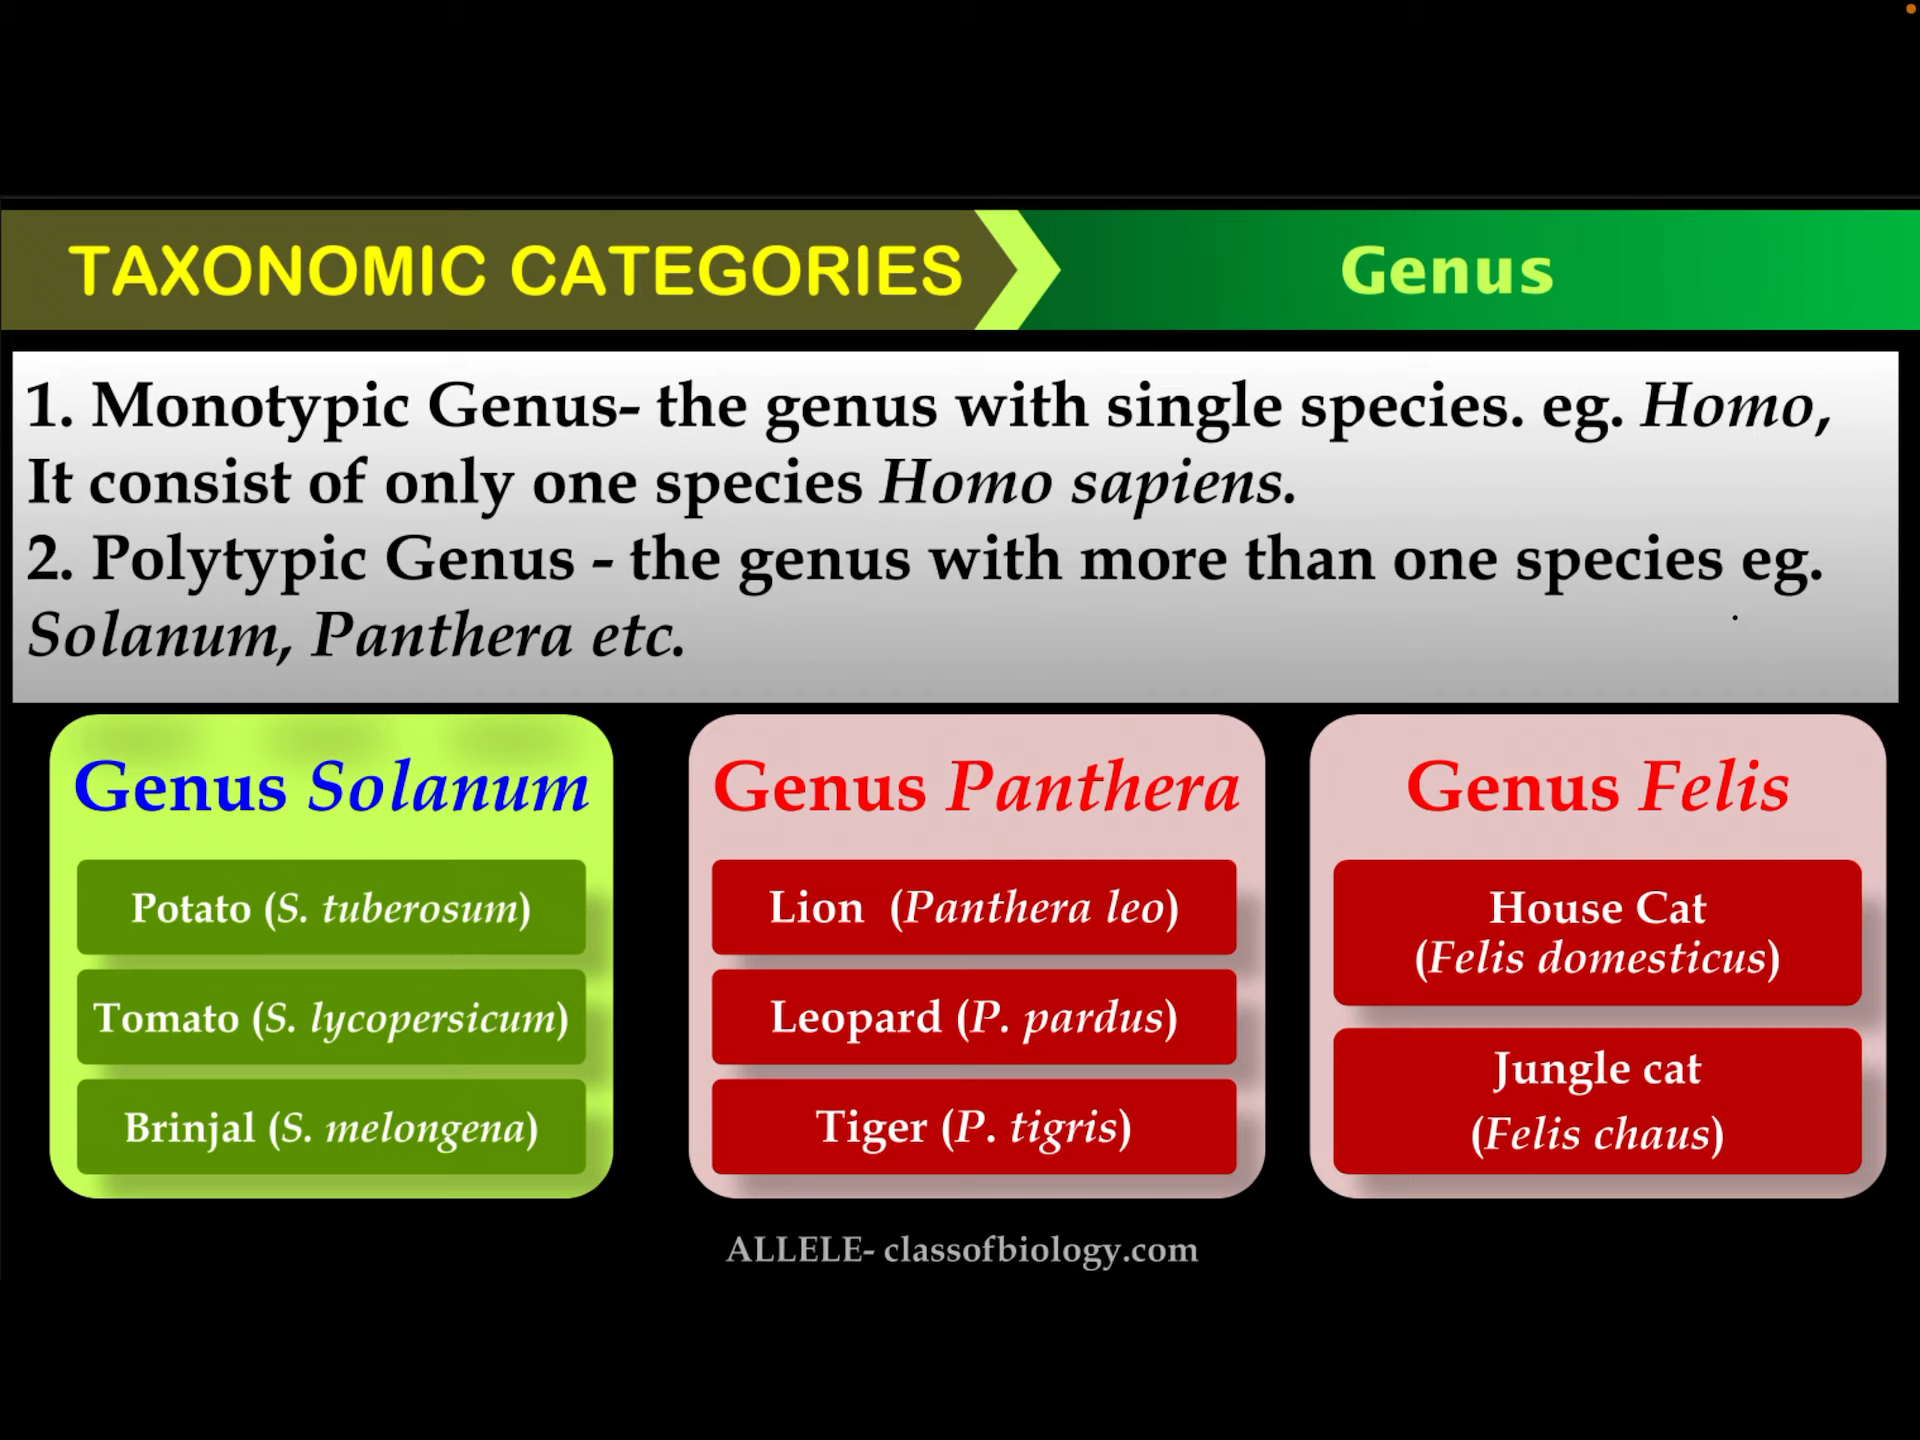 TAXONOMIC CATEGORIES
Genus
1. Monotypic Genus- the genus with single species. eg. Homo,
It consist of only one species Homo sapiens.
2. Polytypic Genus - the genus with more than one species eg.
Solanum, Panthera etc.
Genus Solanum
Potato (S. tuberosum)
Tomato (S. lycopersicum)
Brinjal (S. melongena)
Genus Panthera
Lion (Panthera leo)
Leopard (P. pardus)
Tiger (P. tigris)
Genus Felis
House Cat
(Felis domesticus)
Jungle cat
(Felis chaus)
ALLELE- classofbiology.com